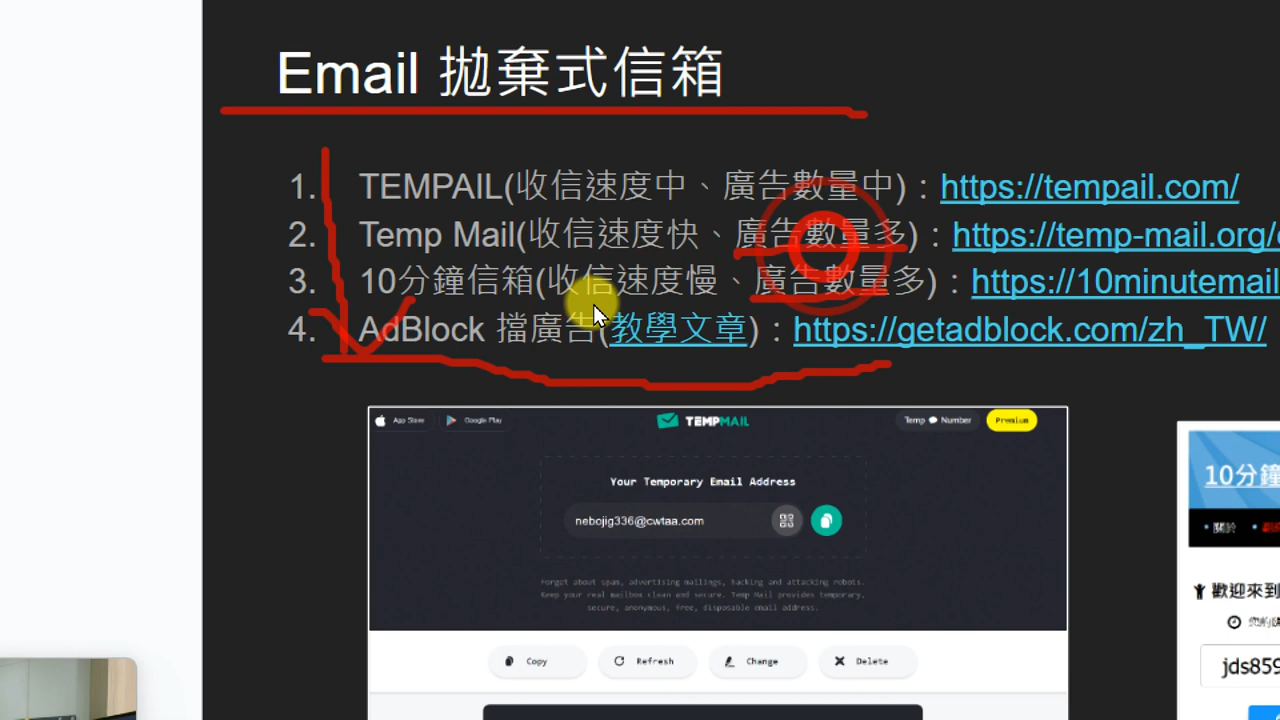 Email 拋棄式信箱
1. TEMPAIL(收信速度中、廣告數量中)：https://tempail.com/
2. Temp Mail(收信速度快、廣告數量多)：https://temp-mail.org/
3. 10分鐘信箱(收信速度慢、廣告數量多)：https://10minutemail
4. AdBlock 擋廣告(教學文章)：https://getadblock.com/zh_TW/
App Store
Google Play
TEMPMAIL
Temp Number
Premium
Your Temporary Email Address
nebojig336@cwtaa.com
Forget about spam, advertising mailings, hacking and attacking robots.
Keep your real mailbox clean and secure. Temp Mail provides temporary,
secure, anonymous, free, disposable email address.
Copy
Refresh
Change
Delete
10分鐘
關於
歡迎來到
jds859